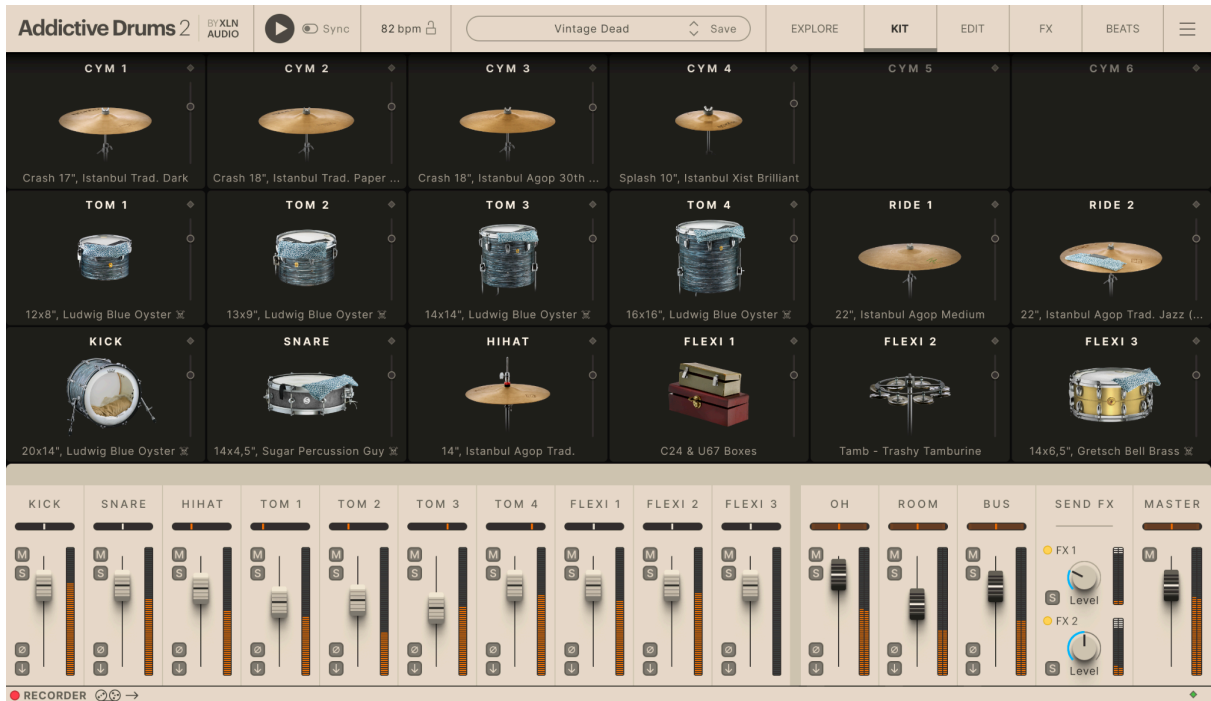 Addictive Drums 2 BY XLN AUDIO Sync 82 bpm Vintage Dead Save EXPLORE KIT EDIT FX BEATS
CYM 1 CYM 2 CYM 3 CYM 4 CYM 5 CYM 6
Crash 17", Istanbul Trad. Dark Crash 18", Istanbul Trad. Paper ... Crash 18", Istanbul Agop 30th ... Splash 10", Istanbul Xist Brilliant
TOM 1 TOM 2 TOM 3 TOM 4 RIDE 1 RIDE 2
12x8", Ludwig Blue Oyster 13x9", Ludwig Blue Oyster 14x14", Ludwig Blue Oyster 16x16", Ludwig Blue Oyster 22", Istanbul Agop Medium 22", Istanbul Agop Trad. Jazz (...
KICK SNARE HIHAT FLEXI 1 FLEXI 2 FLEXI 3
20x14", Ludwig Blue Oyster 14x4,5", Sugar Percussion Guy 14", Istanbul Agop Trad. C24 & U67 Boxes Tamb - Trashy Tamburine 14x6,5", Gretsch Bell Brass
KICK SNARE HIHAT TOM 1 TOM 2 TOM 3 TOM 4 FLEXI 1 FLEXI 2 FLEXI 3 OH ROOM BUS SEND FX MASTER
M M M M M M M M M M M M M FX 1 M
S S S S S S S S S S S S S S Level
FX 2
S Level
RECORDER